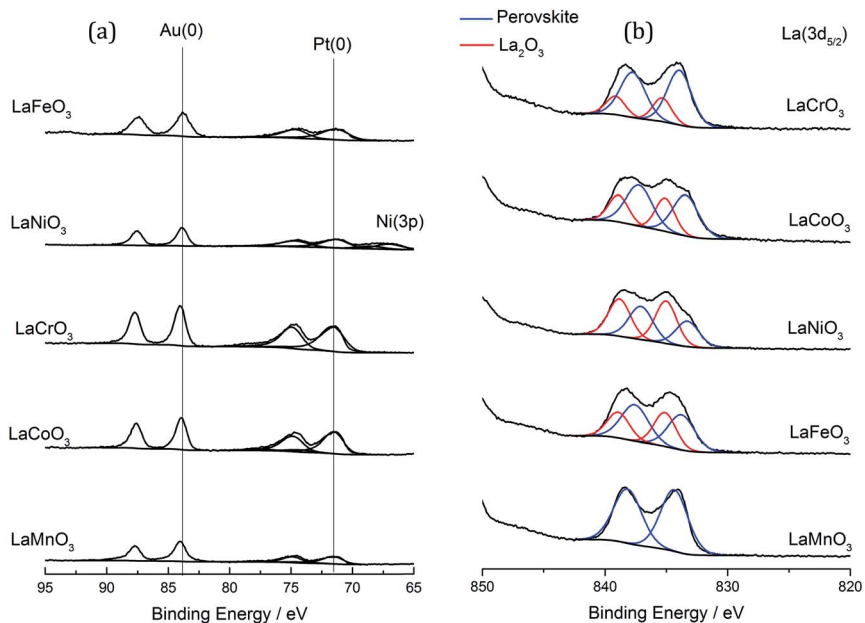 (a)
Au(0)
Pt(0)
LaFeO₃
LaNiO₃
Ni(3p)
LaCrO₃
LaCoO₃
LaMnO₃
95 90 85 80 75 70 65
Binding Energy / eV
Perovskite
La₂O₃
(b)
La(3d₅/₂)
LaCrO₃
LaCoO₃
LaNiO₃
LaFeO₃
LaMnO₃
850 840 830 820
Binding Energy / eV